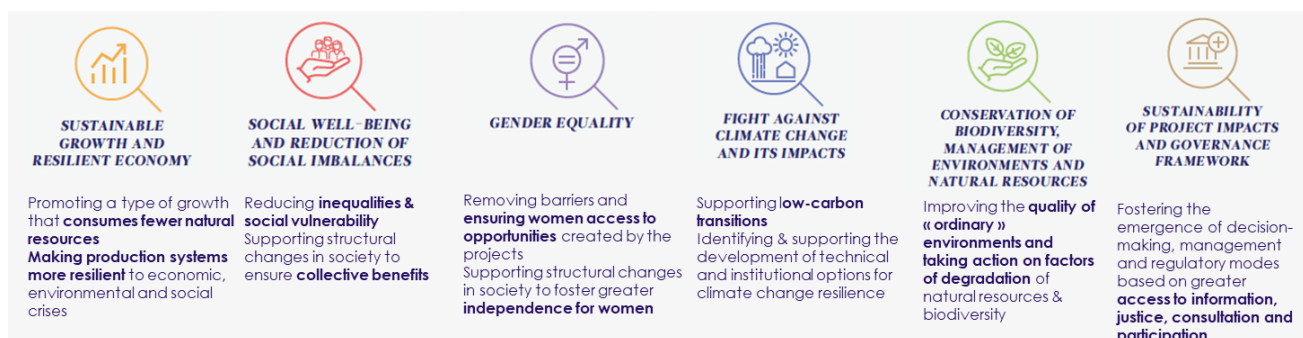 SUSTAINABLE
GROWTH AND
RESILIENT ECONOMY
Promoting a type of growth
that consumes fewer natural
resources
Making production systems
more resilient to economic,
environmental and social
crises
SOCIAL WELL-BEING
AND REDUCTION OF
SOCIAL IMBALANCES
Reducing inequalities &
social vulnerability
Supporting structural
changes in society to
ensure collective benefits
GENDER EQUALITY
Removing barriers and
ensuring women access to
opportunities created by the
projects
Supporting structural changes
in society to foster greater
independence for women
FIGHT AGAINST
CLIMATE CHANGE
AND ITS IMPACTS
Supporting low-carbon
transitions
Identifying & supporting the
development of technical
and institutional options for
climate change resilience
CONSERVATION OF
BIODIVERSITY,
MANAGEMENT OF
ENVIRONMENTS AND
NATURAL RESOURCES
Improving the quality of
« ordinary »
environments and
taking action on factors
of degradation of
natural resources &
biodiversity
SUSTAINABILITY
OF PROJECT IMPACTS
AND GOVERNANCE
FRAMEWORK
Fostering the
emergence of decision-
making, management
and regulatory modes
based on greater
access to information,
justice, consultation and
participation